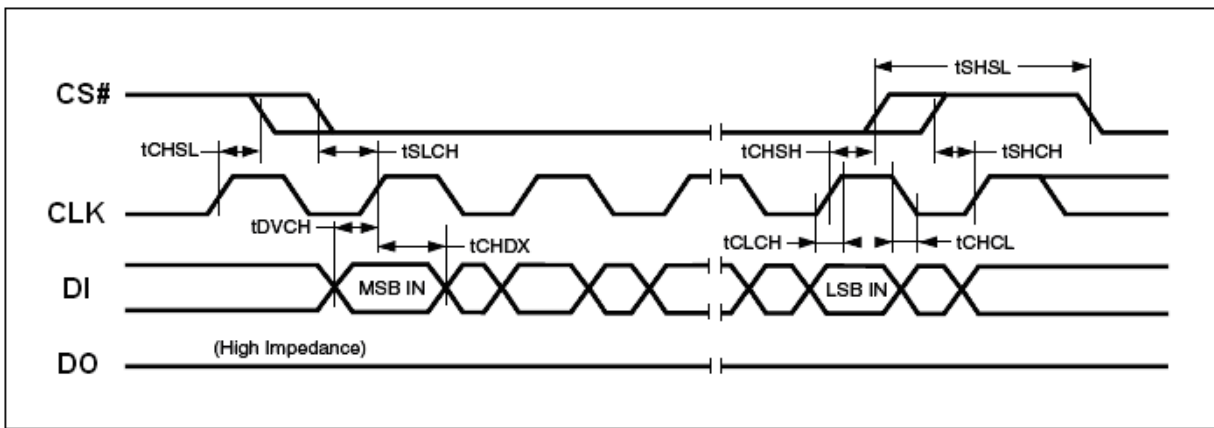 tSHSL
CS#
tCHSL
tSLCH
tCHSH
tSHCH
CLK
tDVCH
tCHDX
tCLCH
tCHCL
DI
MSB IN
LSB IN
(High Impedance)
DO